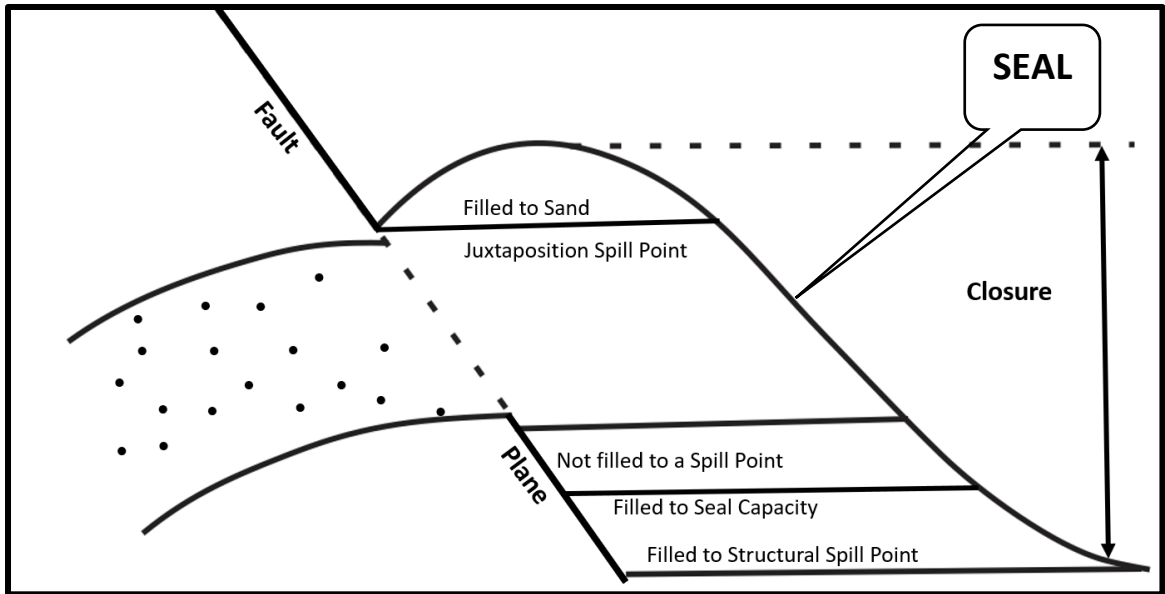 SEAL
Fault
Filled to Sand
Juxtaposition Spill Point
Closure
Plane
Not filled to a Spill Point
Filled to Seal Capacity
Filled to Structural Spill Point